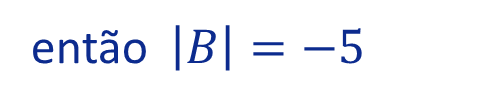 então |B| = −5